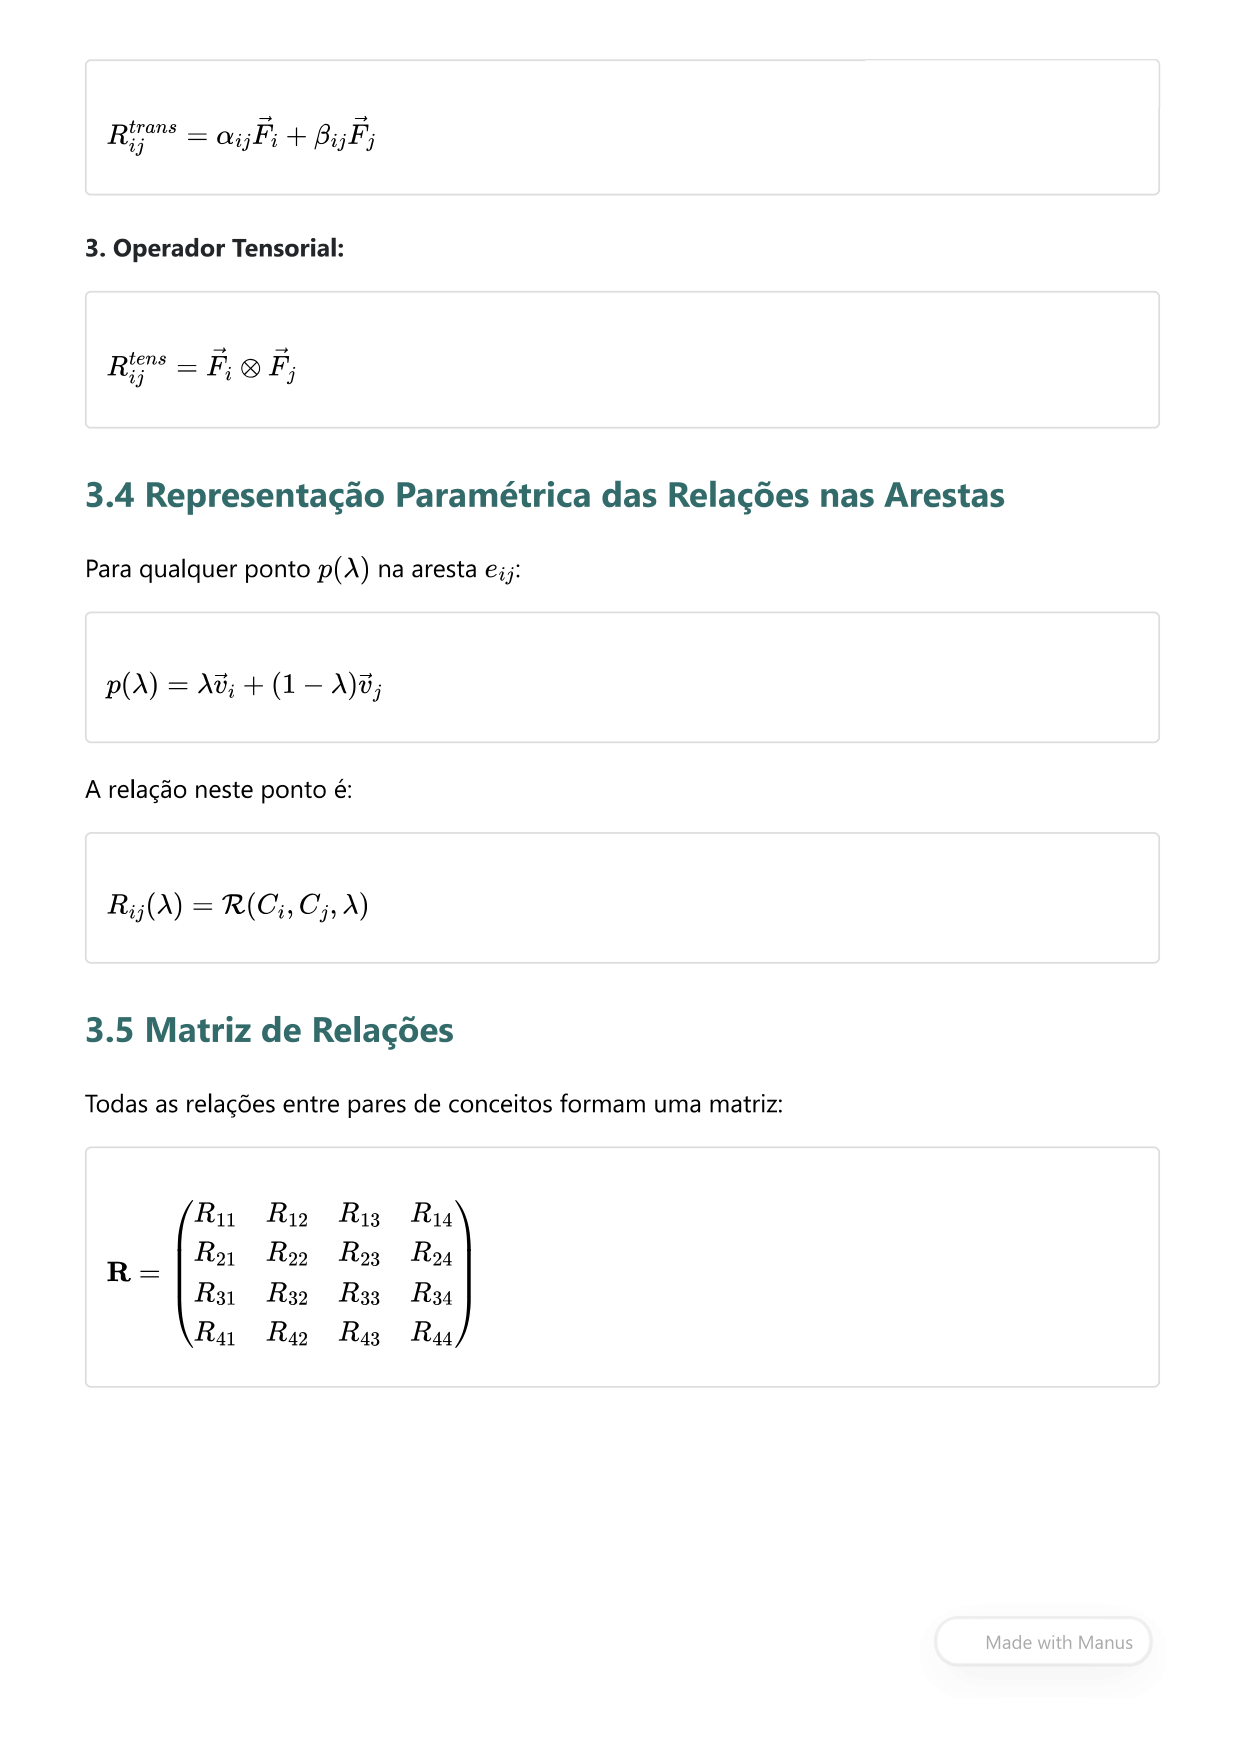 $R_{ij}^{trans} = \alpha_{ij}\vec{F}_i + \beta_{ij}\vec{F}_j$
3. Operador Tensorial:
$R_{ij}^{tens} = \vec{F}_i \otimes \vec{F}_j$
3.4 Representação Paramétrica das Relações nas Arestas
Para qualquer ponto $p(\lambda)$ na aresta $e_{ij}$:
$p(\lambda) = \lambda\vec{v}_i + (1 - \lambda)\vec{v}_j$
A relação neste ponto é:
$R_{ij}(\lambda) = \mathcal{R}(C_i, C_j, \lambda)$
3.5 Matriz de Relações
Todas as relações entre pares de conceitos formam uma matriz:
$\mathbf{R} = \begin{pmatrix} R_{11} & R_{12} & R_{13} & R_{14} \\ R_{21} & R_{22} & R_{23} & R_{24} \\ R_{31} & R_{32} & R_{33} & R_{34} \\ R_{41} & R_{42} & R_{43} & R_{44} \end{pmatrix}$
Made with Manus